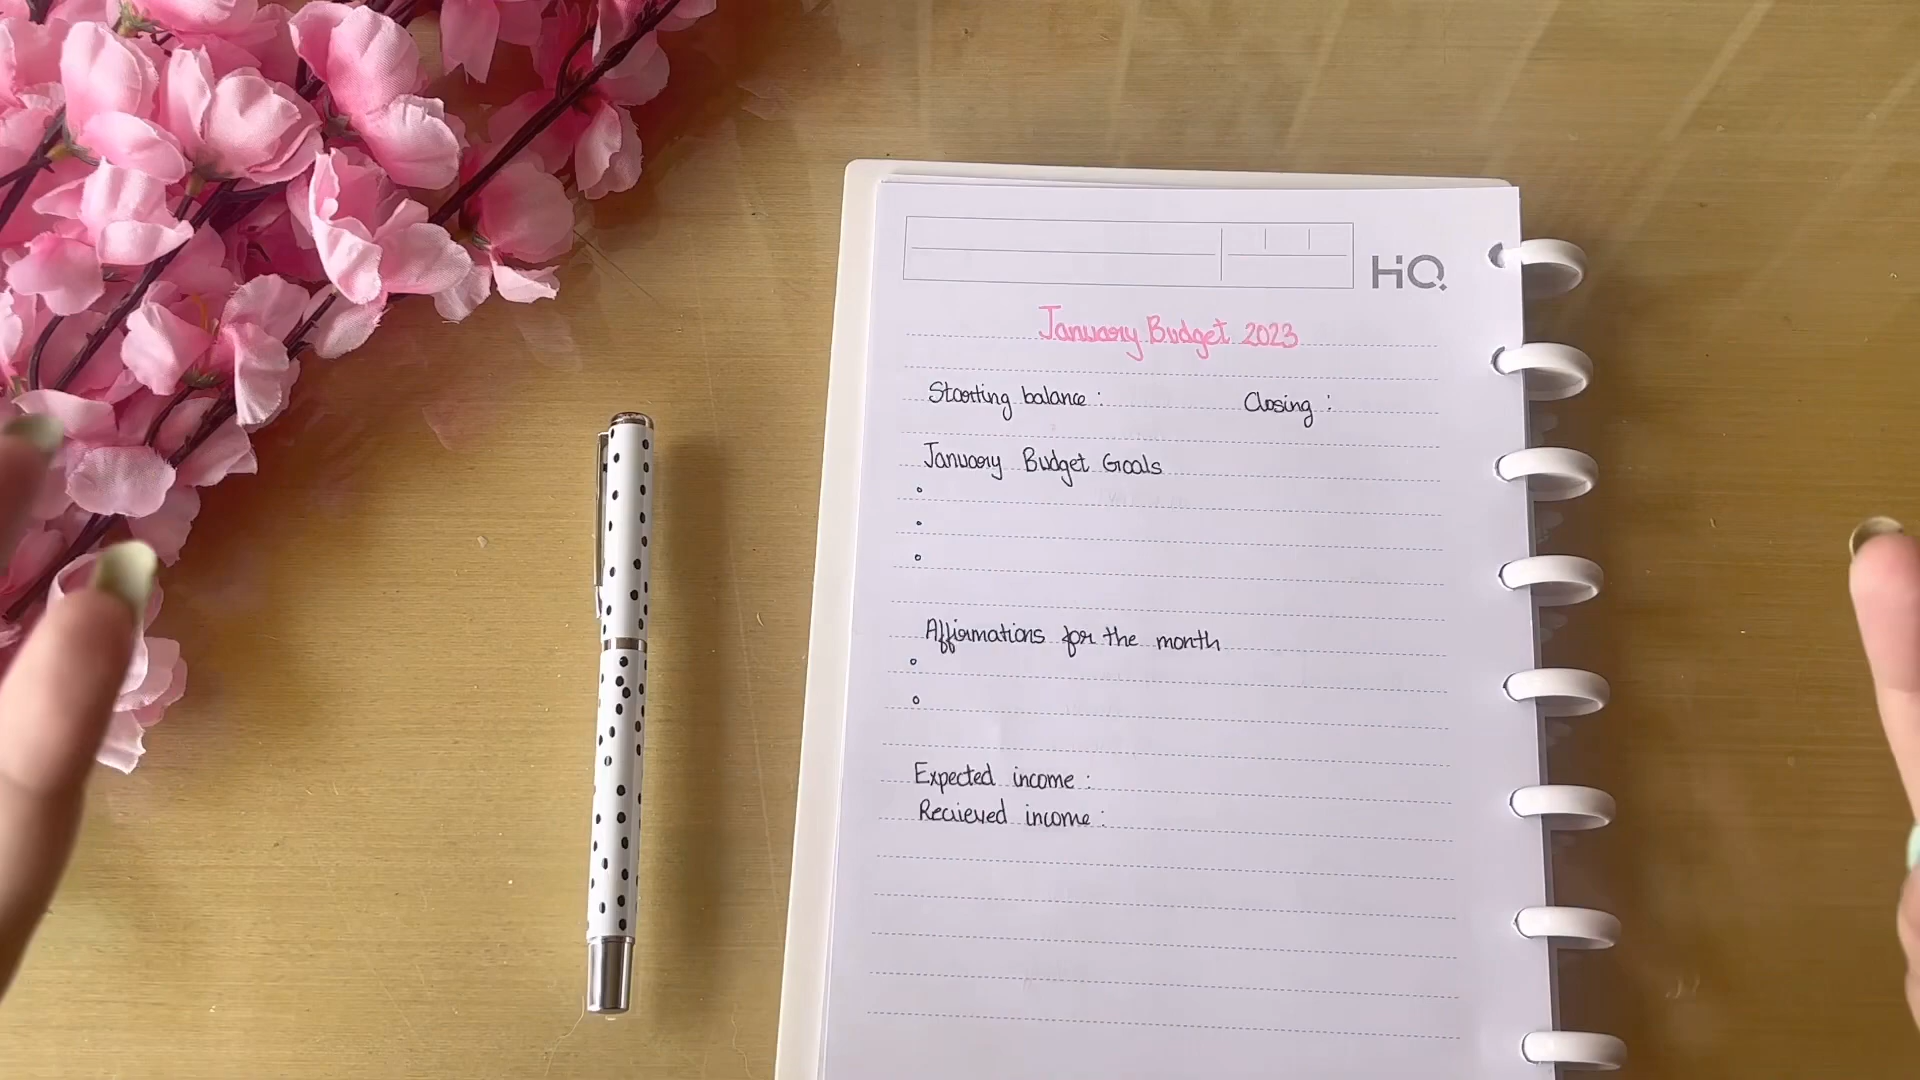 HQ
January Budget 2023
Starting balance : Closing :
January Budget Goals
Affirmations for the month
Expected income :
Recieved income :